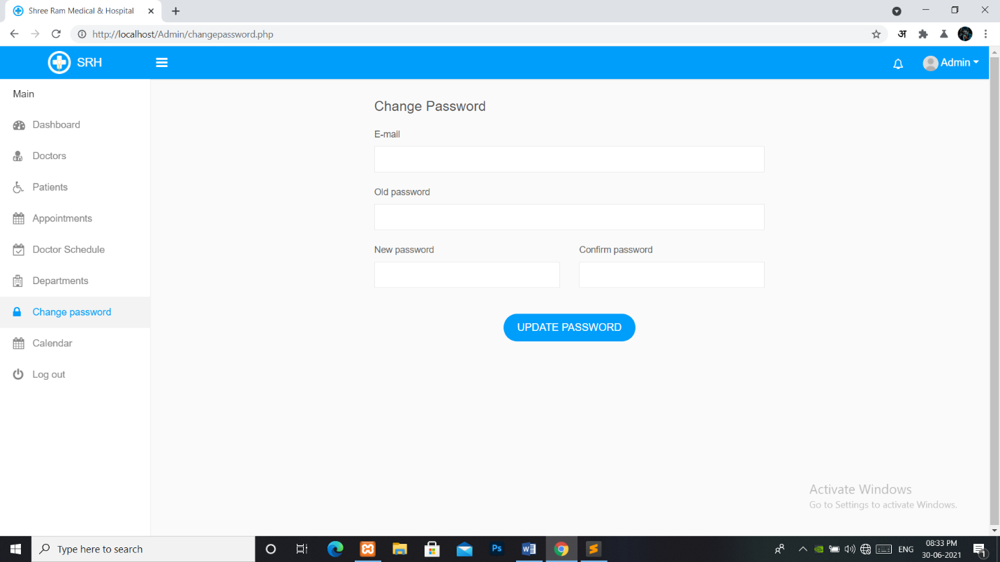 Shree Ram Medical & Hospital
http://localhost/Admin/changepassword.php
अ
SRH
Admin
Main
Dashboard
Doctors
Patients
Appointments
Doctor Schedule
Departments
Change password
Calendar
Log out
Change Password
E-mail
Old password
New password Confirm password
UPDATE PASSWORD
Activate Windows
Go to Settings to activate Windows.
Type here to search
Ps
W
ENG
08:33 PM
30-06-2021
1